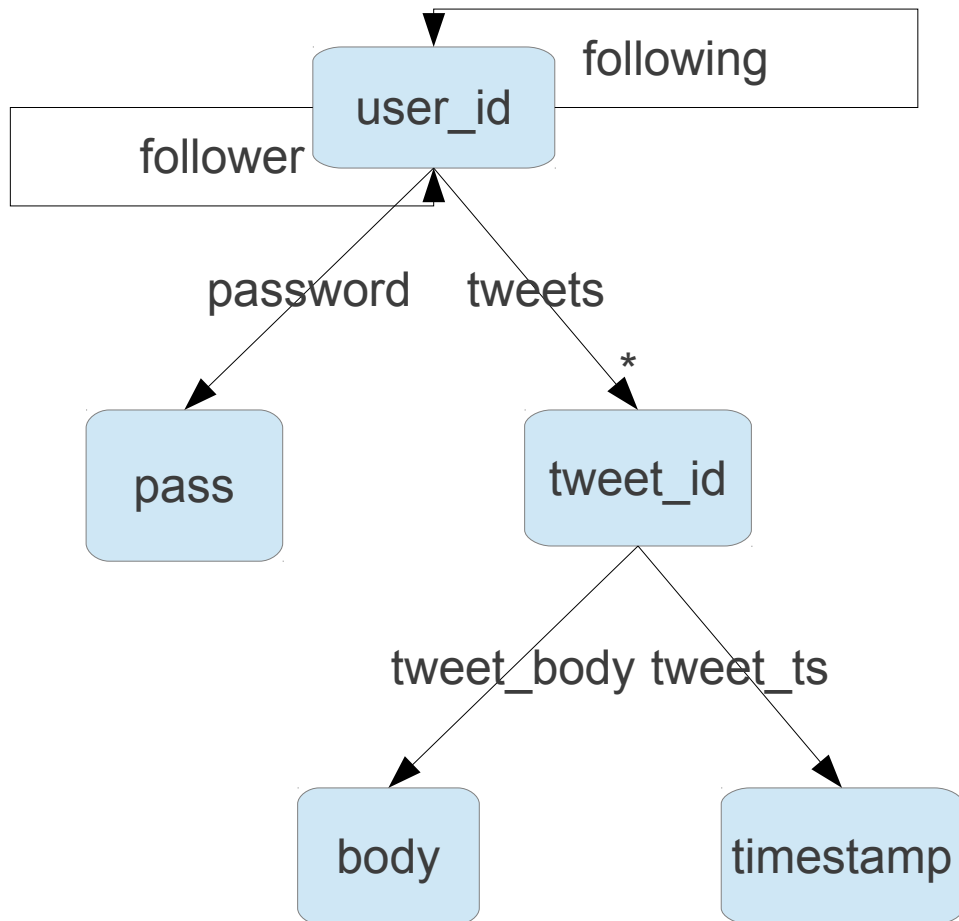 following
user_id
follower
password
tweets
*
pass
tweet_id
tweet_body
tweet_ts
body
timestamp